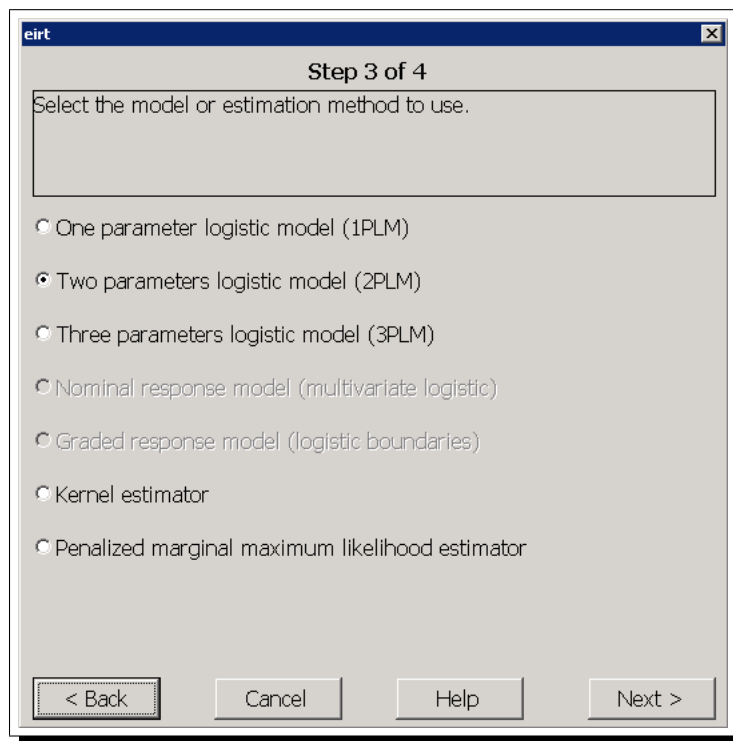 eirt
Step 3 of 4
Select the model or estimation method to use.
One parameter logistic model (1PLM)
Two parameters logistic model (2PLM)
Three parameters logistic model (3PLM)
Nominal response model (multivariate logistic)
Graded response model (logistic boundaries)
Kernel estimator
Penalized marginal maximum likelihood estimator
< Back Cancel Help Next >